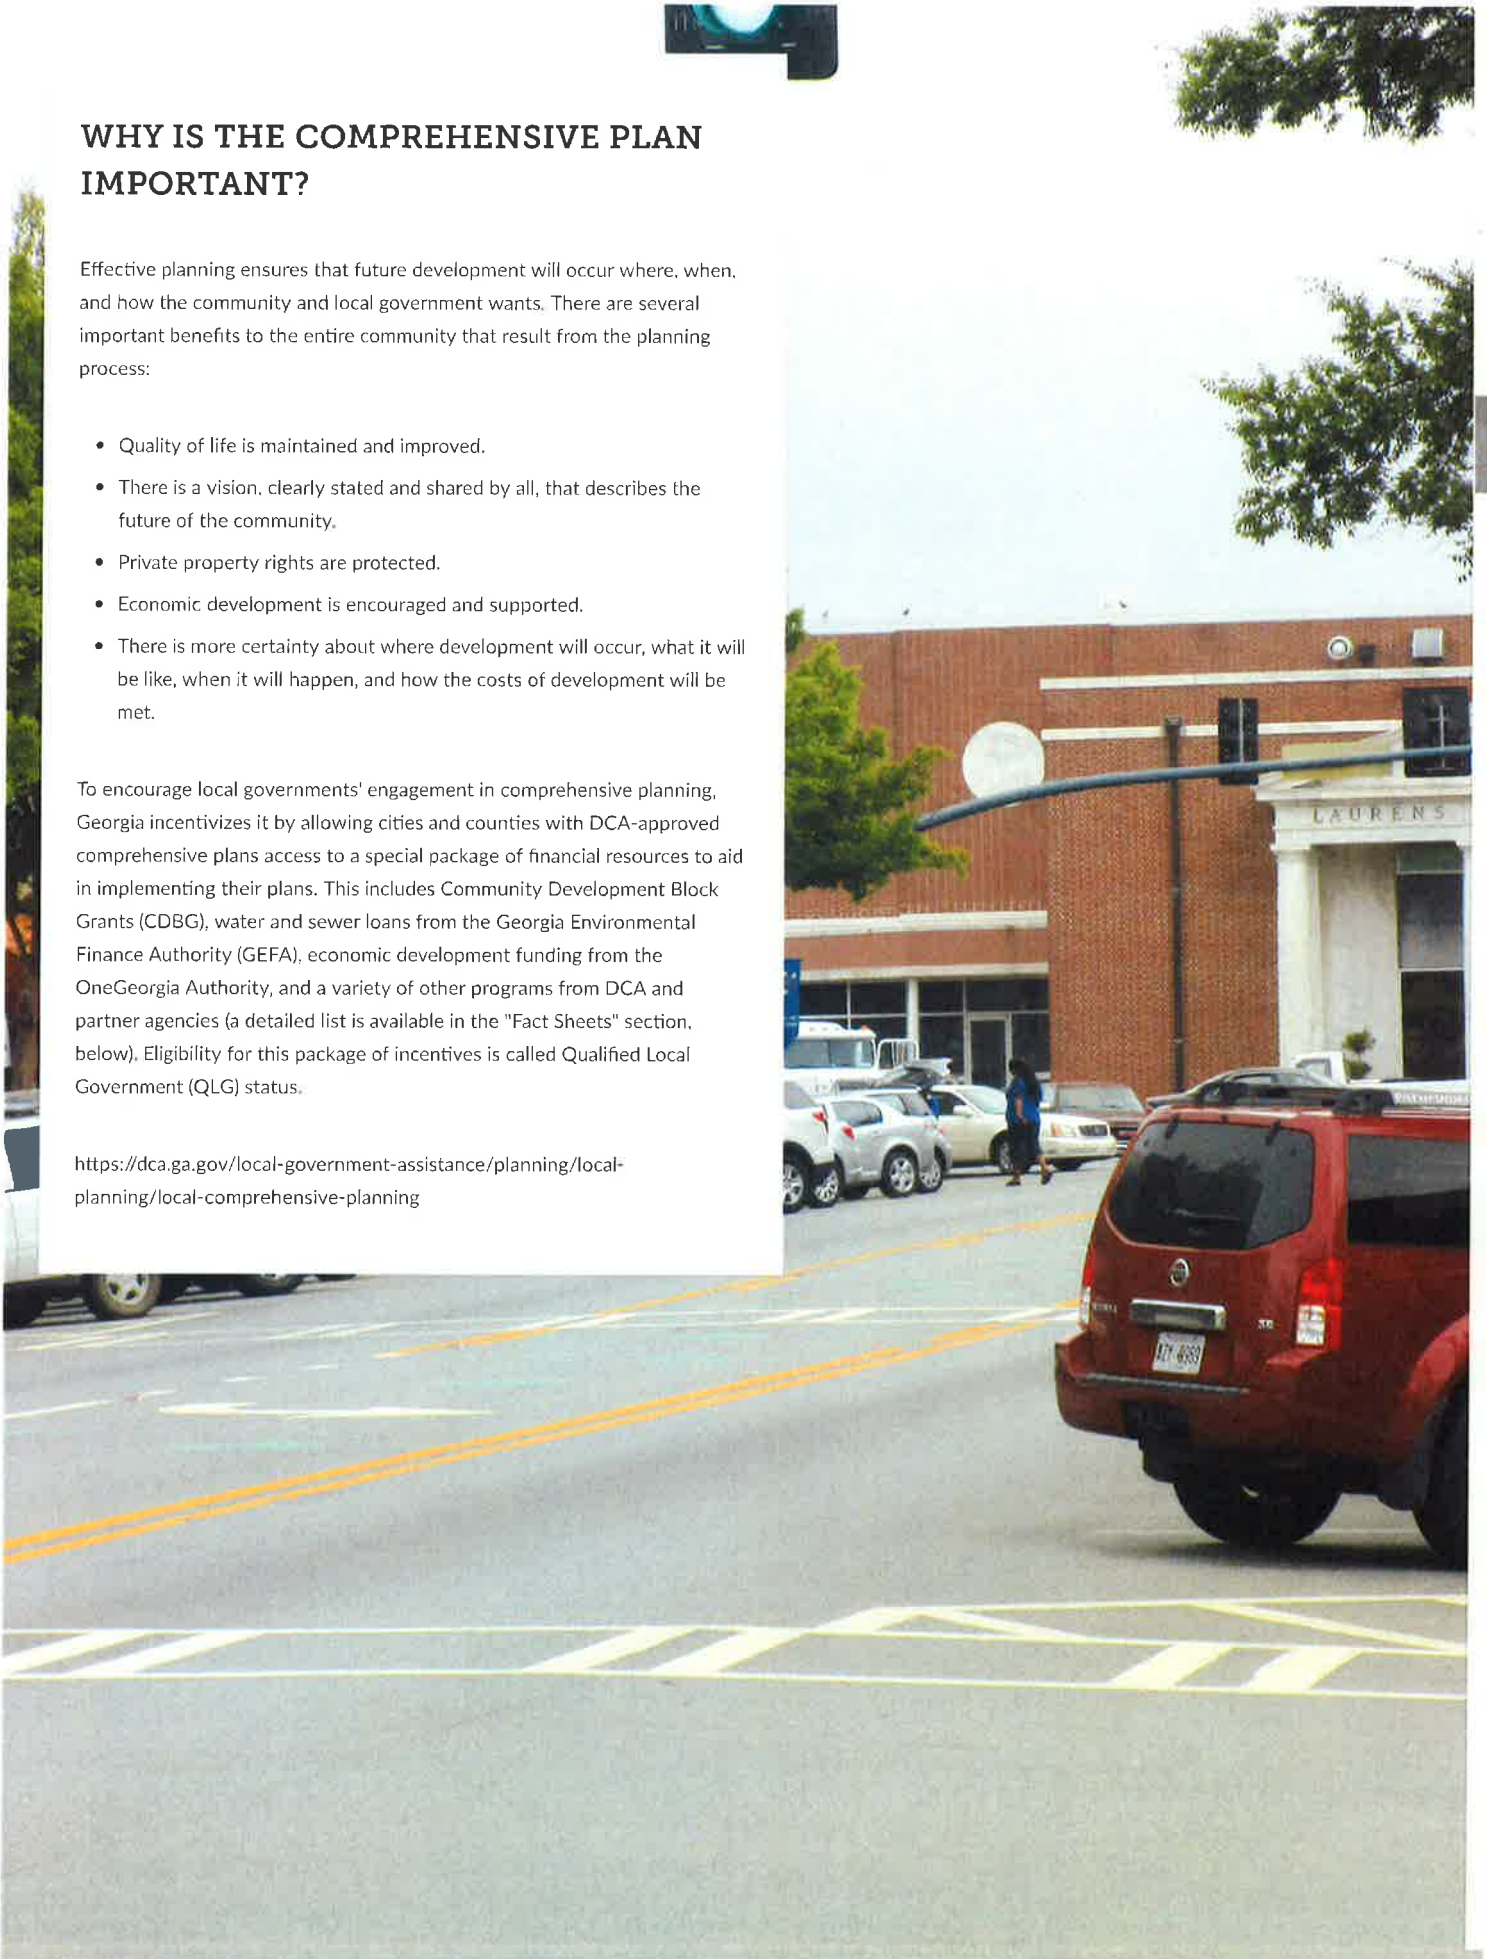 WHY IS THE COMPREHENSIVE PLAN
IMPORTANT?
Effective planning ensures that future development will occur where, when,
and how the community and local government wants. There are several
important benefits to the entire community that result from the planning
process:
• Quality of life is maintained and improved.
• There is a vision, clearly stated and shared by all, that describes the
future of the community.
• Private property rights are protected.
• Economic development is encouraged and supported.
• There is more certainty about where development will occur, what it will
be like, when it will happen, and how the costs of development will be
met.
To encourage local governments' engagement in comprehensive planning,
Georgia incentivizes it by allowing cities and counties with DCA-approved
comprehensive plans access to a special package of financial resources to aid
in implementing their plans. This includes Community Development Block
Grants (CDBG), water and sewer loans from the Georgia Environmental
Finance Authority (GEFA), economic development funding from the
OneGeorgia Authority, and a variety of other programs from DCA and
partner agencies (a detailed list is available in the "Fact Sheets" section,
below). Eligibility for this package of incentives is called Qualified Local
Government (QLG) status.
https://dca.ga.gov/local-government-assistance/planning/local-
planning/local-comprehensive-planning
LAURENS